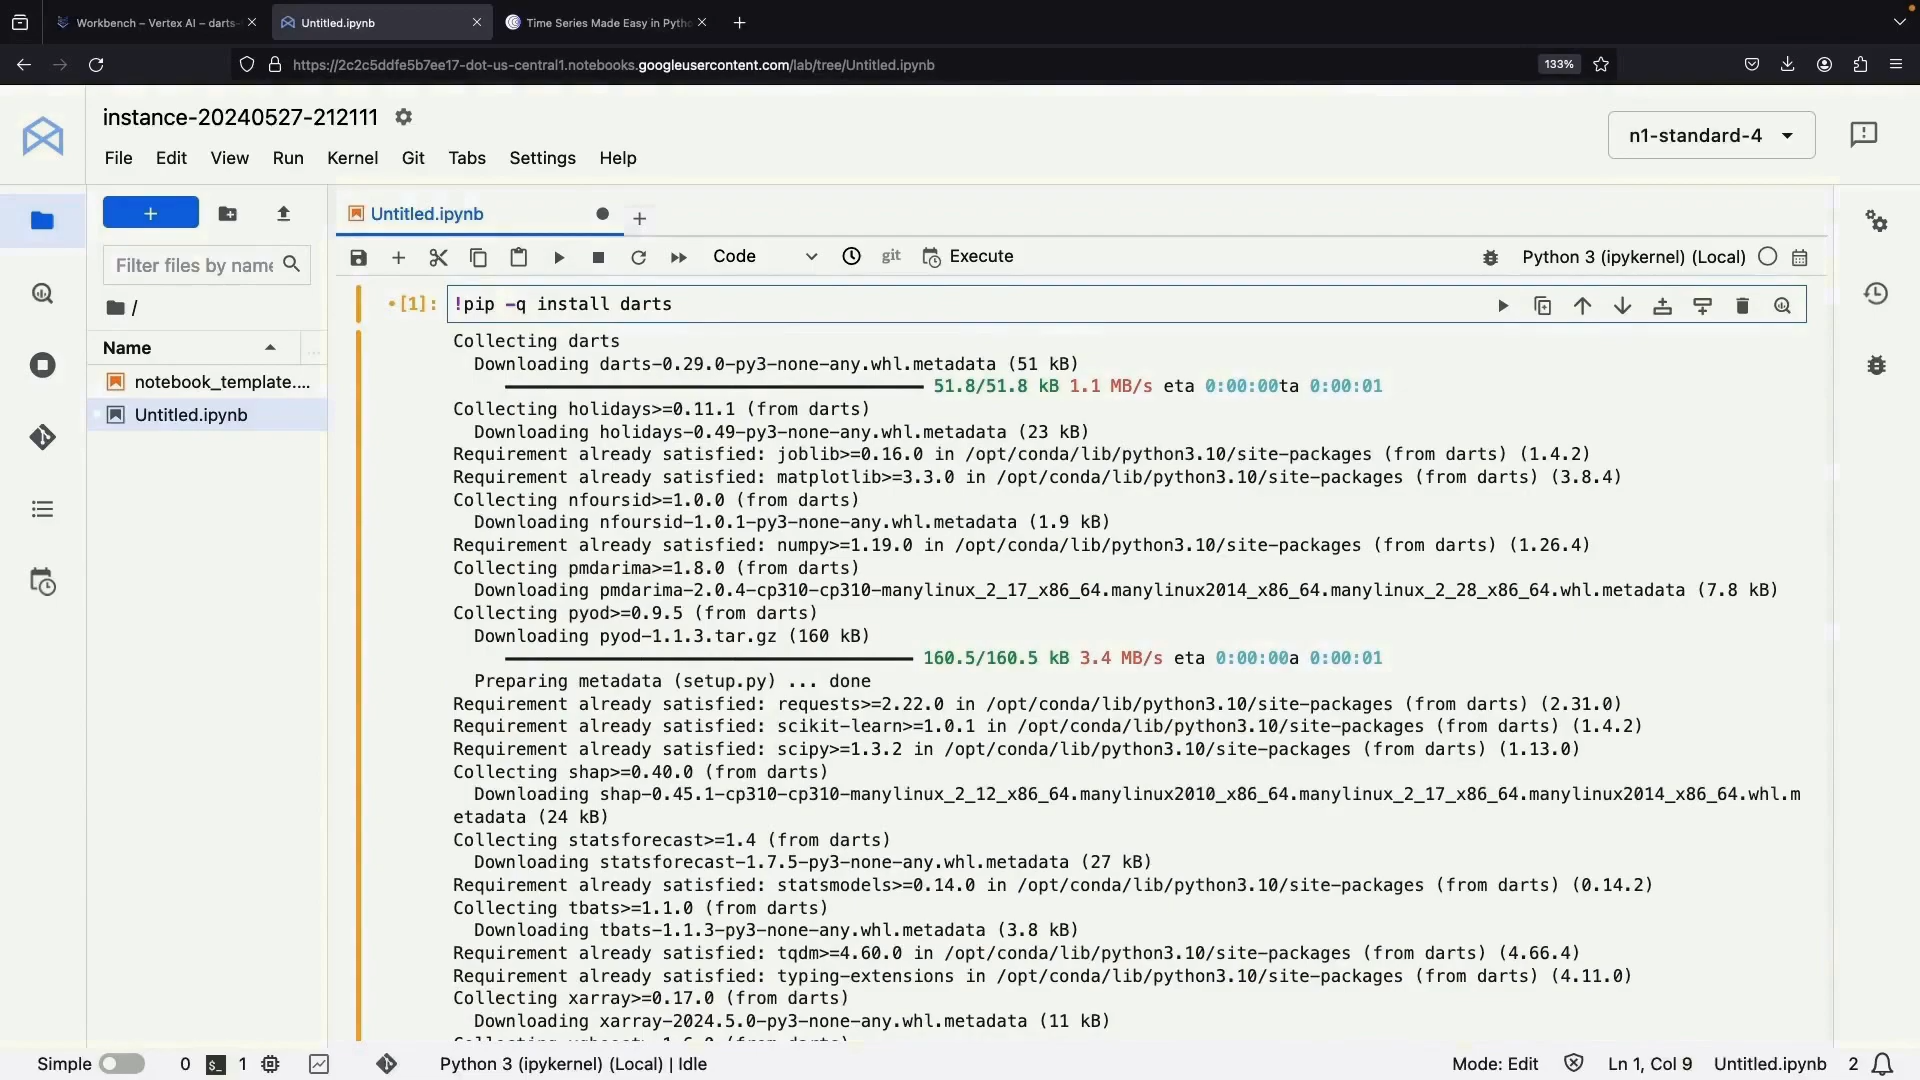 Workbench – Vertex AI – darts-
Untitled.ipynb
Time Series Made Easy in Pytho
https://2c2c5ddfe5b7ee17-dot-us-central1.notebooks.googleusercontent.com/lab/tree/Untitled.ipynb
133%
instance-20240527-212111
n1-standard-4
File Edit View Run Kernel Git Tabs Settings Help
Untitled.ipynb
Filter files by name
/
Name
notebook_template....
Untitled.ipynb
Code
git
Execute
Python 3 (ipykernel) (Local)
[1]: !pip -q install darts
Collecting darts
Downloading darts-0.29.0-py3-none-any.whl.metadata (51 kB)
51.8/51.8 kB 1.1 MB/s eta 0:00:00ta 0:00:01
Collecting holidays>=0.11.1 (from darts)
Downloading holidays-0.49-py3-none-any.whl.metadata (23 kB)
Requirement already satisfied: joblib>=0.16.0 in /opt/conda/lib/python3.10/site-packages (from darts) (1.4.2)
Requirement already satisfied: matplotlib>=3.3.0 in /opt/conda/lib/python3.10/site-packages (from darts) (3.8.4)
Collecting nfoursid>=1.0.0 (from darts)
Downloading nfoursid-1.0.1-py3-none-any.whl.metadata (1.9 kB)
Requirement already satisfied: numpy>=1.19.0 in /opt/conda/lib/python3.10/site-packages (from darts) (1.26.4)
Collecting pmdarima>=1.8.0 (from darts)
Downloading pmdarima-2.0.4-cp310-cp310-manylinux_2_17_x86_64.manylinux2014_x86_64.manylinux_2_28_x86_64.whl.metadata (7.8 kB)
Collecting pyod>=0.9.5 (from darts)
Downloading pyod-1.1.3.tar.gz (160 kB)
160.5/160.5 kB 3.4 MB/s eta 0:00:00a 0:00:01
Preparing metadata (setup.py) ... done
Requirement already satisfied: requests>=2.22.0 in /opt/conda/lib/python3.10/site-packages (from darts) (2.31.0)
Requirement already satisfied: scikit-learn>=1.0.1 in /opt/conda/lib/python3.10/site-packages (from darts) (1.4.2)
Requirement already satisfied: scipy>=1.3.2 in /opt/conda/lib/python3.10/site-packages (from darts) (1.13.0)
Collecting shap>=0.40.0 (from darts)
Downloading shap-0.45.1-cp310-cp310-manylinux_2_12_x86_64.manylinux2010_x86_64.manylinux_2_17_x86_64.manylinux2014_x86_64.whl.m
etadata (24 kB)
Collecting statsforecast>=1.4 (from darts)
Downloading statsforecast-1.7.5-py3-none-any.whl.metadata (27 kB)
Requirement already satisfied: statsmodels>=0.14.0 in /opt/conda/lib/python3.10/site-packages (from darts) (0.14.2)
Collecting tbats>=1.1.0 (from darts)
Downloading tbats-1.1.3-py3-none-any.whl.metadata (3.8 kB)
Requirement already satisfied: tqdm>=4.60.0 in /opt/conda/lib/python3.10/site-packages (from darts) (4.66.4)
Requirement already satisfied: typing-extensions in /opt/conda/lib/python3.10/site-packages (from darts) (4.11.0)
Collecting xarray>=0.17.0 (from darts)
Downloading xarray-2024.5.0-py3-none-any.whl.metadata (11 kB)
Simple 0 1 Python 3 (ipykernel) (Local) | Idle Mode: Edit Ln 1, Col 9 Untitled.ipynb 2